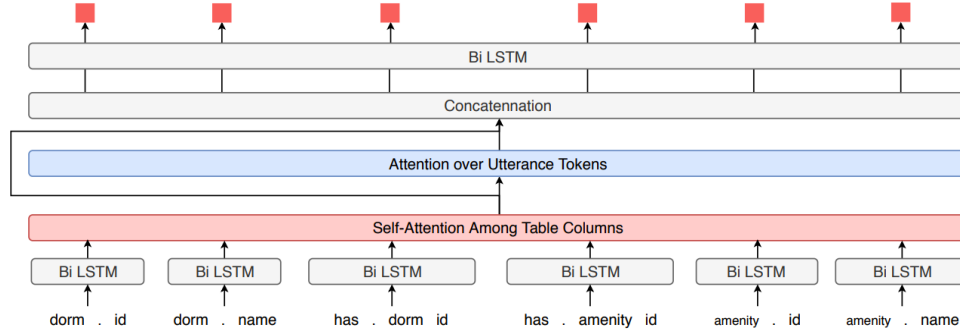 Bi LSTM
Concatennation
Attention over Utterance Tokens
Self-Attention Among Table Columns
Bi LSTM Bi LSTM Bi LSTM Bi LSTM Bi LSTM Bi LSTM
dorm . id dorm . name has . dorm id has . amenity id amenity . id amenity . name